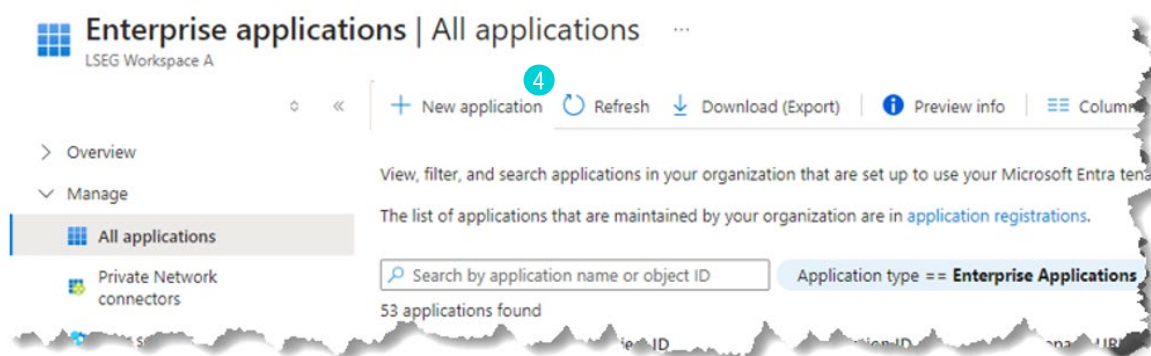 Enterprise applications | All applications ...
LSEG Workspace A
4
+ New application Refresh Download (Export) Preview info
Overview
Manage
All applications
Private Network
connectors
View, filter, and search applications in your organization that are set up to use your Microsoft Entra
The list of applications that are maintained by your organization are in application registrations.
Search by application name or object ID
Application type == Enterprise Applications
53 applications found
ID